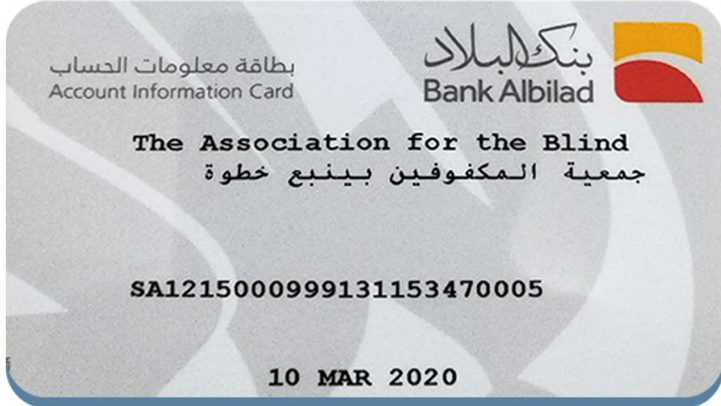 بطاقة معلومات الحساب
Account Information Card
بنك البلاد
Bank Albilad
The Association for the Blind
جمعية المكفوفين بينبع خطوة
SA1215000999131153470005
10 MAR 2020